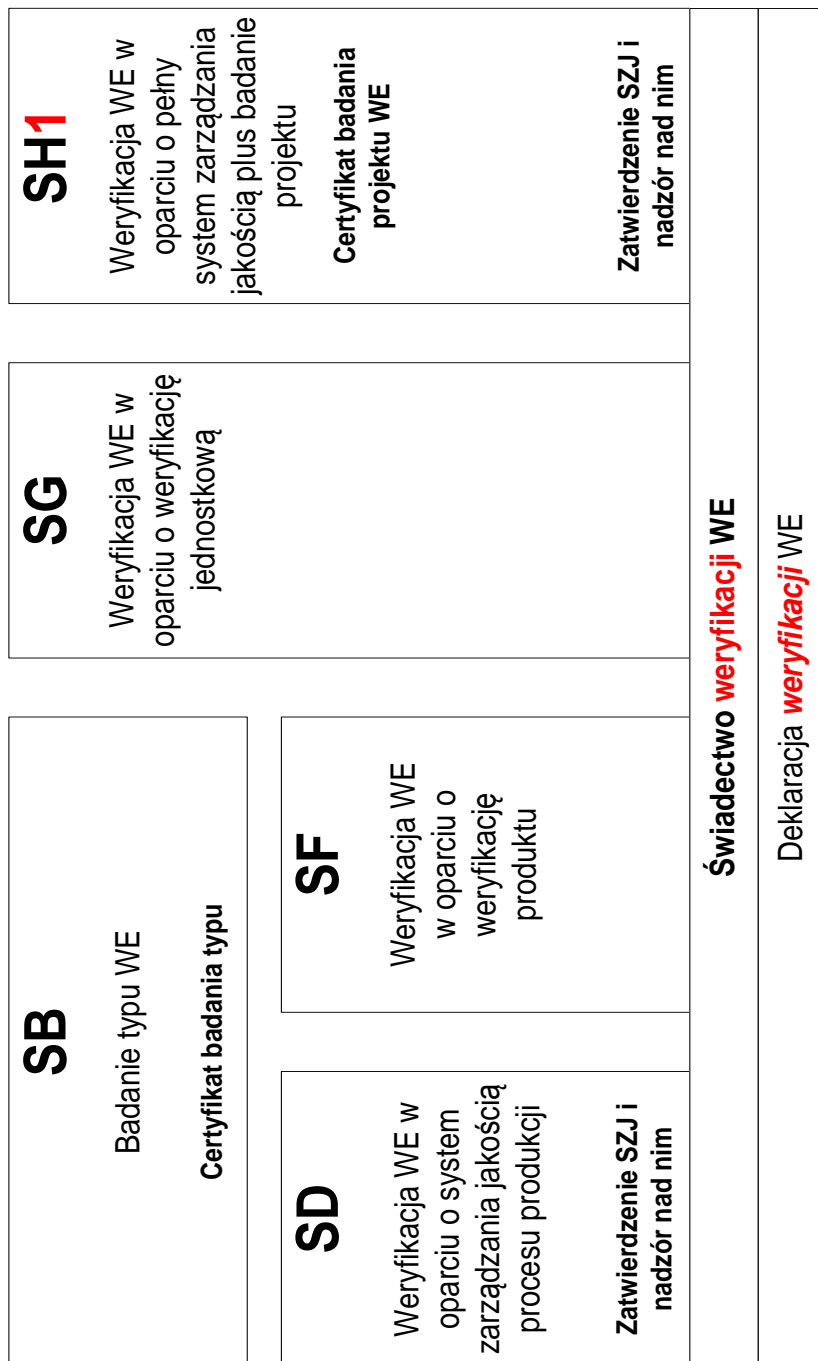 SB
Badanie typu WE
Certyfikat badania typu
SD
Weryfikacja WE w
oparciu o system
zarządzania jakością
procesu produkcji
Zatwierdzenie SZJ i
nadzór nad nim
SF
Weryfikacja WE
w oparciu o
weryfikację
produktu
SG
Weryfikacja WE w
oparciu o weryfikację
jednostkową
SH1
Weryfikacja WE w
oparciu o pełny
system zarządzania
jakością plus badanie
projektu
Certyfikat badania
projektu WE
Zatwierdzenie SZJ i
nadzór nad nim
Świadectwo weryfikacji WE
Deklaracja weryfikacji WE